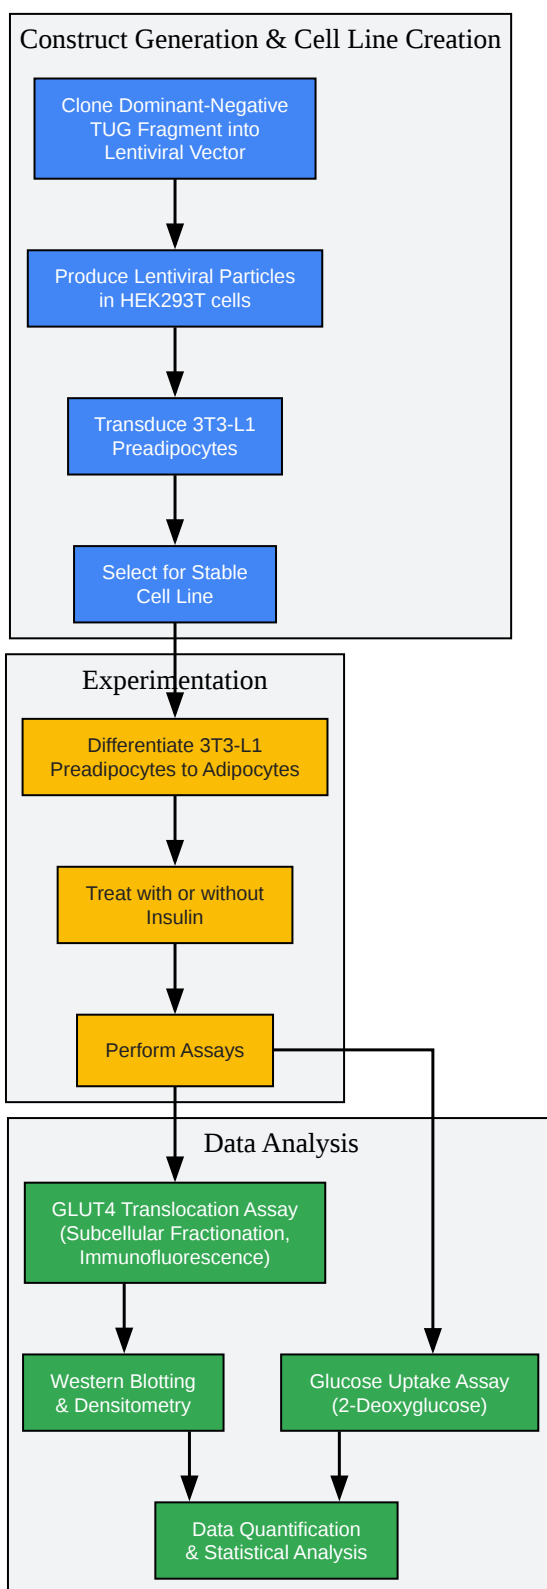 Construct Generation & Cell Line Creation
Clone Dominant-Negative
TUG Fragment into
Lentiviral Vector
Produce Lentiviral Particles
in HEK293T cells
Transduce 3T3-L1
Preadipocytes
Select for Stable
Cell Line
Experimentation
Differentiate 3T3-L1
Preadipocytes to Adipocytes
Treat with or without
Insulin
Perform Assays
Data Analysis
GLUT4 Translocation Assay
(Subcellular Fractionation,
Immunofluorescence)
Western Blotting
& Densitometry
Glucose Uptake Assay
(2-Deoxyglucose)
Data Quantification
& Statistical Analysis